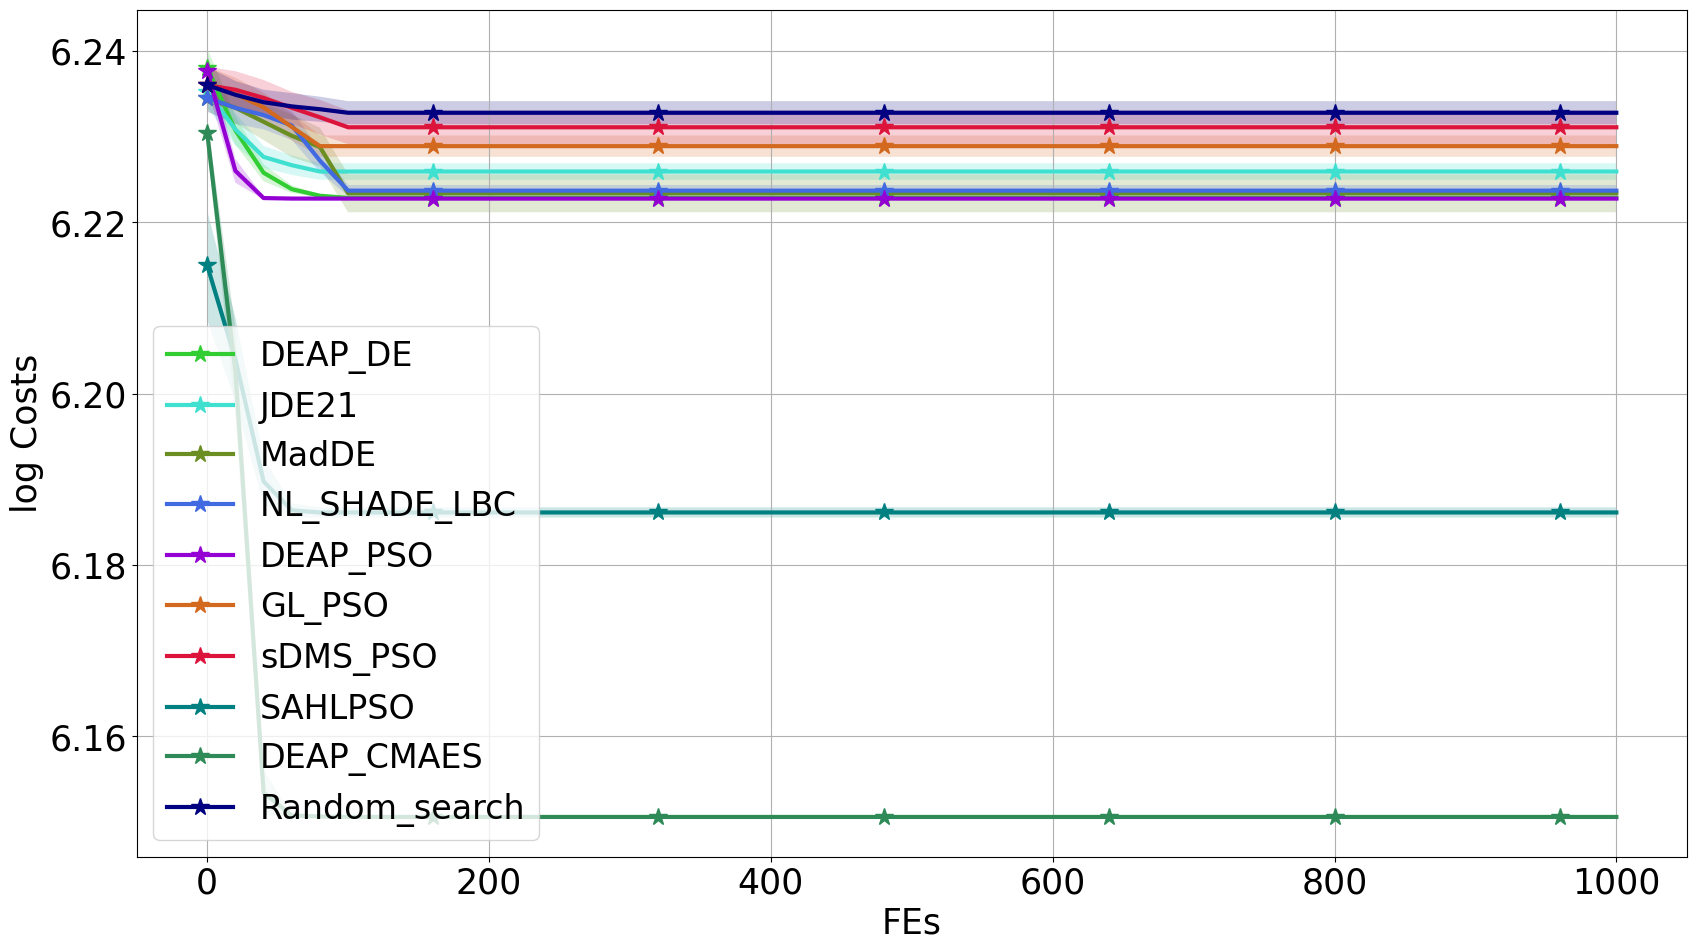 6.24
6.22
6.20
6.18
6.16
log Costs
DEAP_DE
JDE21
MadDE
NL_SHADE_LBC
DEAP_PSO
GL_PSO
sDMS_PSO
SAHLPSO
DEAP_CMAES
Random_search
0 200 400 600 800 1000
FEs